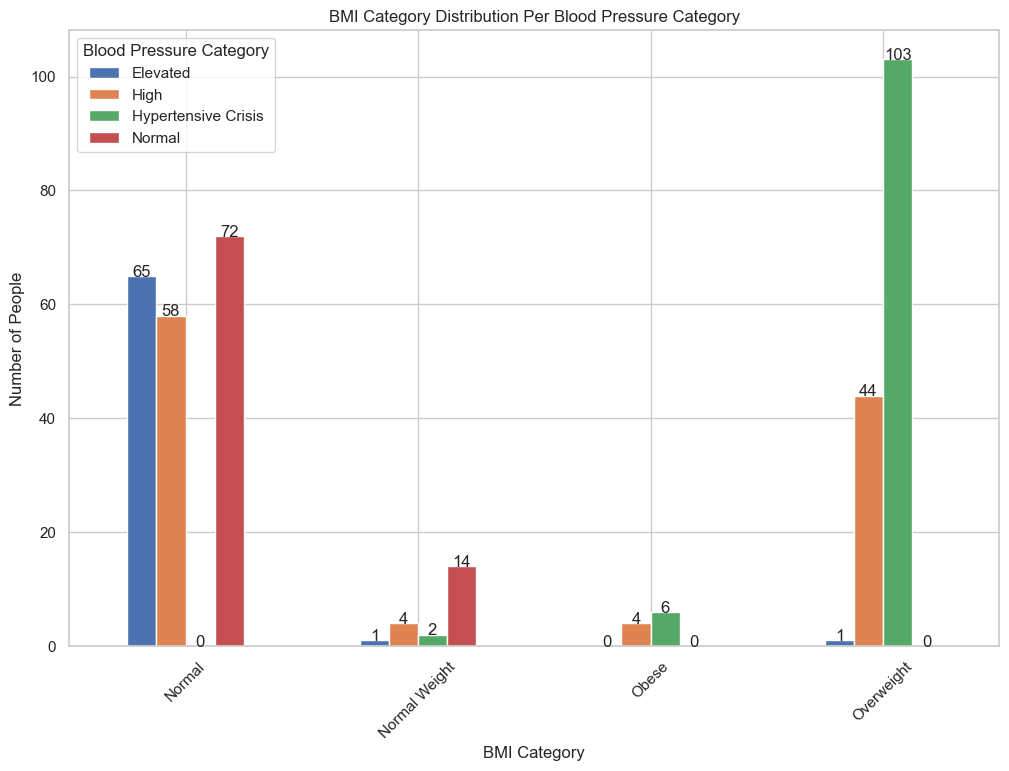 BMI Category Distribution Per Blood Pressure Category
Blood Pressure Category
Elevated
High
Hypertensive Crisis
Normal
Number of People
100
80
60
40
20
0
65
58
0
72
1
4
2
14
0
4
6
0
1
44
103
0
Normal
Normal Weight
Obese
Overweight
BMI Category